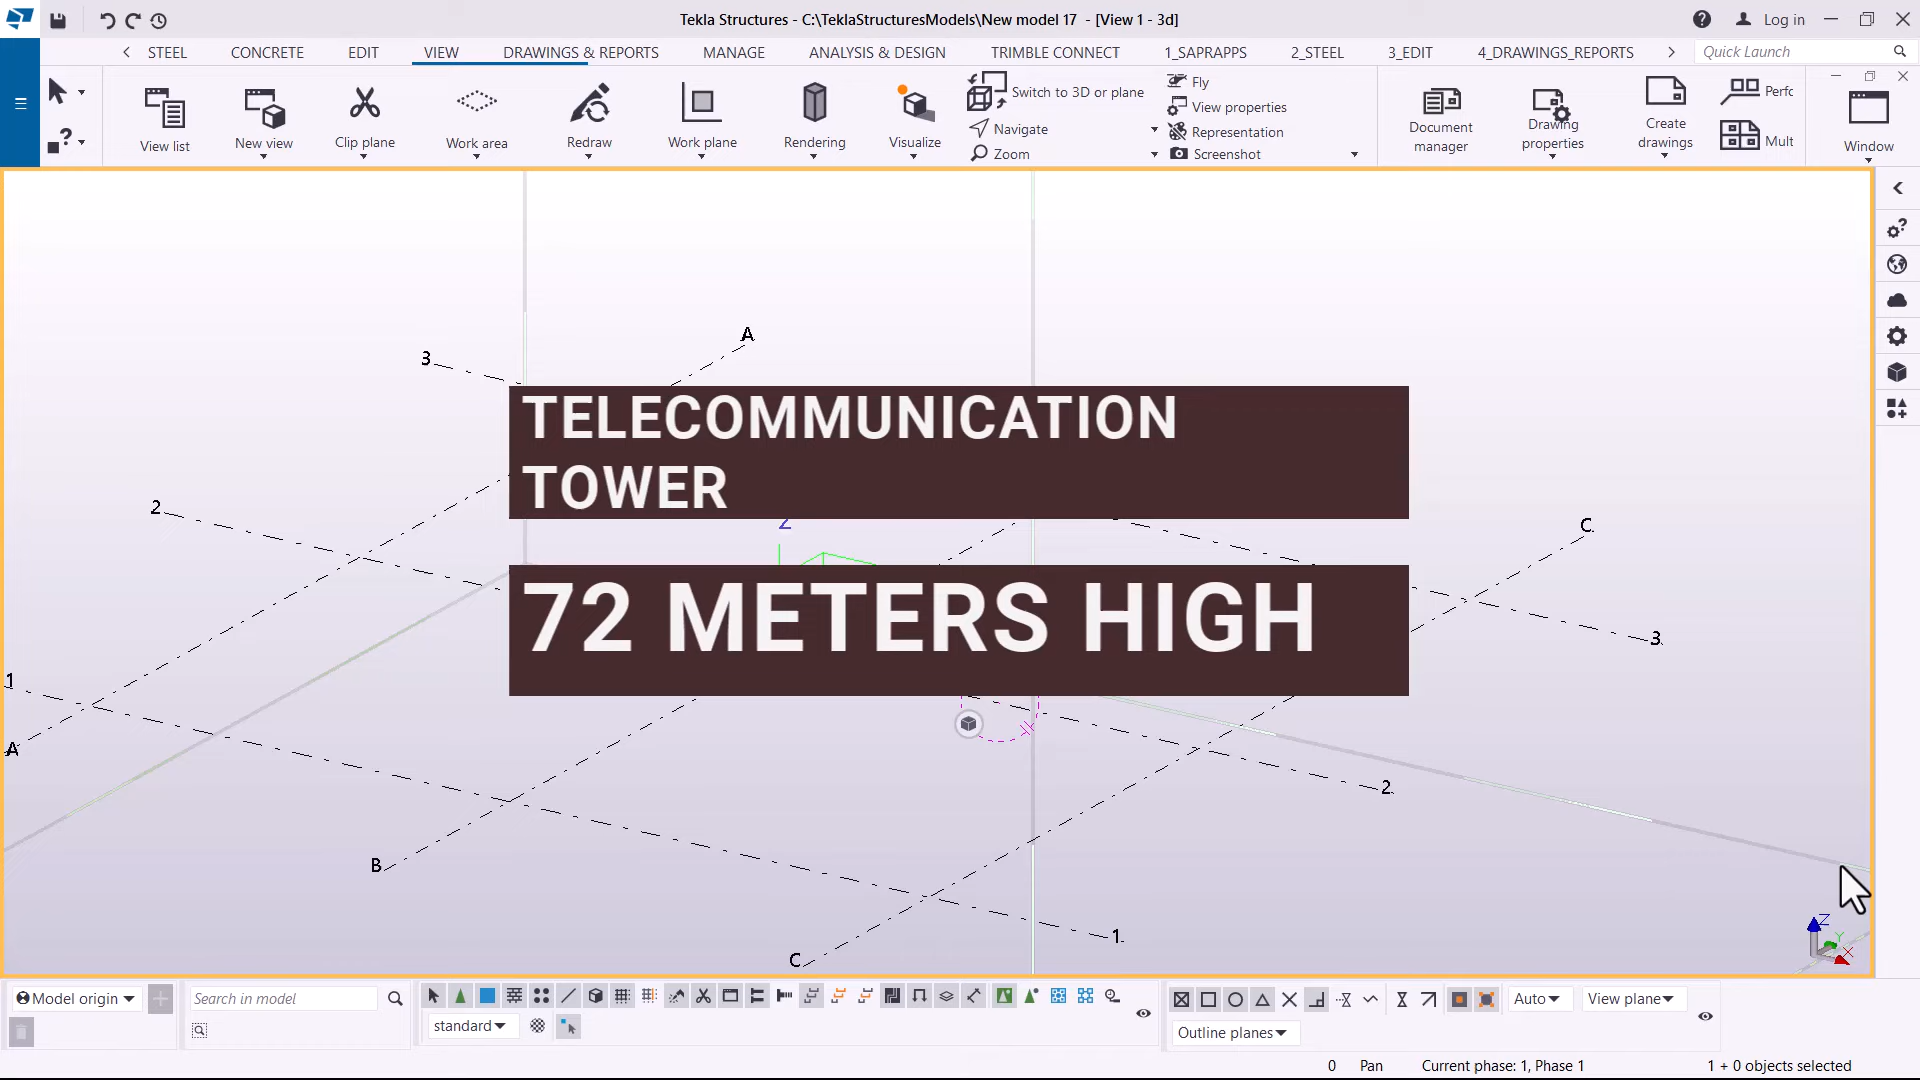 Tekla Structures - C:\TeklaStructuresModels\New model 17 - [View 1 - 3d]
Log in
STEEL CONCRETE EDIT VIEW DRAWINGS & REPORTS MANAGE ANALYSIS & DESIGN TRIMBLE CONNECT 1_SAPRAPPS 2_STEEL 3_EDIT 4_DRAWINGS_REPORTS Quick Launch
View list
New view
Clip plane
Work area
Redraw
Work plane
Rendering
Visualize
Switch to 3D or plane
Navigate
Zoom
Fly
View properties
Representation
Screenshot
Document
manager
Drawing
properties
Create
drawings
Perfc
Mult
Window
A
3
TELECOMMUNICATION
TOWER
2
Z
C
72 METERS HIGH
3
1
A
2
B
1
C
Z
Y
X
Model origin
Search in model
standard
Auto
View plane
Outline planes
0 Pan Current phase: 1, Phase 1 1 + 0 objects selected